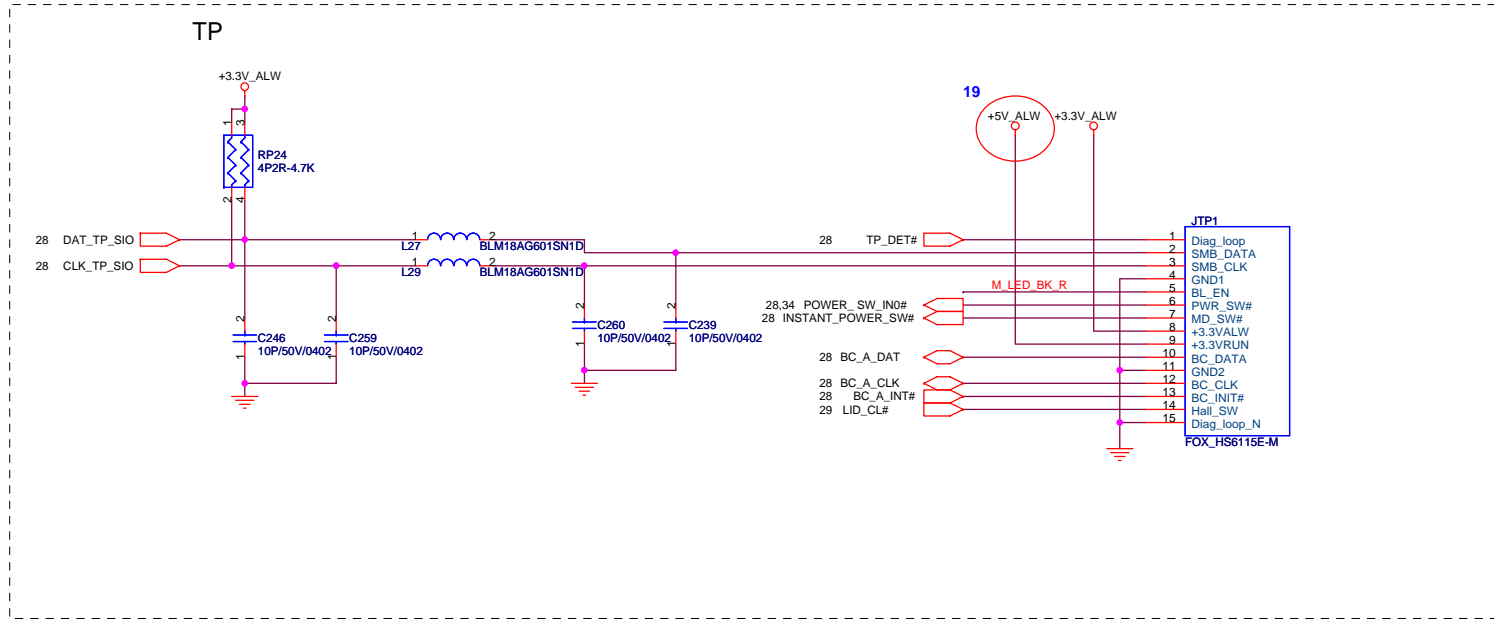 TP
+3.3V_ALW
19
+5V_ALW
+3.3V_ALW
1
3
RP24
4P2R-4.7K
2
4
28 DAT_TP_SIO
1
L27
2
BLM18AG601SN1D
28 CLK_TP_SIO
1
L29
2
BLM18AG601SN1D
2
C246
10P/50V/0402
1
2
C259
10P/50V/0402
1
2
C260
10P/50V/0402
1
2
C239
10P/50V/0402
1
JTP1
28 TP_DET#
1 Diag_loop
2 SMB_DATA
3 SMB_CLK
4 GND1
M_LED_BK_R
5 BL_EN
28,34 POWER_ SW_IN0#
6 PWR_SW#
28 INSTANT_POWER_SW#
7 MD_SW#
8 +3.3VALW
9 +3.3VRUN
28 BC_A_DAT
10 BC_DATA
11 GND2
28 BC_A_CLK
12 BC_CLK
28 BC_A_INT#
13 BC_INIT#
29 LID_CL#
14 Hall_SW
15 Diag_loop_N
FOX_HS6115E-M